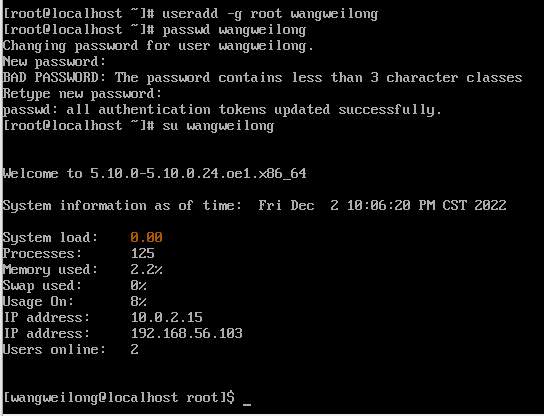 [root@localhost ~]# useradd -g root wangweilong
[root@localhost ~]# passwd wangweilong
Changing password for user wangweilong.
New password:
BAD PASSWORD: The password contains less than 3 character classes
Retype new password:
passwd: all authentication tokens updated successfully.
[root@localhost ~]# su wangweilong
Welcome to 5.10.0-5.10.0.24.oe1.x86_64
System information as of time:  Fri Dec  2 10:06:20 PM CST 2022
System load:    0.00
Processes:      125
Memory used:    2.2%
Swap used:      0%
Usage On:       8%
IP address:     10.0.2.15
IP address:     192.168.56.103
Users online:   2
[wangweilong@localhost root]$ _